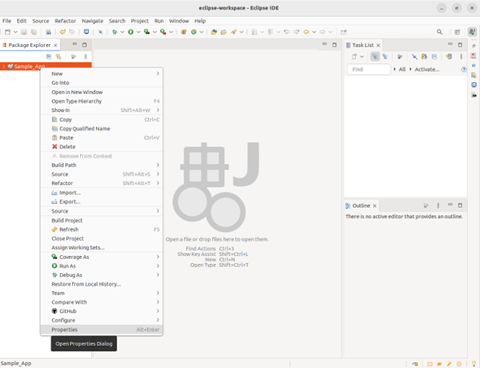 eclipse-workspace - Eclipse IDE
File Edit Source Refactor Navigate Search Project Run Window Help
Package Explorer
Sample_App
New
Go Into
Open in New Window
Open Type Hierarchy F4
Show In Shift+Alt+W
Copy Ctrl+C
Copy Qualified Name
Paste Ctrl+V
Delete
Remove from Context
Build Path
Source Shift+Alt+S
Refactor Shift+Alt+T
Import...
Export...
Source
Build Project
Refresh F5
Close Project
Assign Working Sets...
Coverage As
Run As
Debug As
Restore from Local History...
Team
Compare With
GitHub
Configure
Properties Alt+Enter
Open Properties Dialog
Open a file or drop files here to open them.
Find Actions Ctrl+3
Show Key Assist Shift+Ctrl+L
New Ctrl+N
Open Type Shift+Ctrl+T
Task List
Find All Activate...
Outline
There is no active editor that provides an outline.
Sample_App